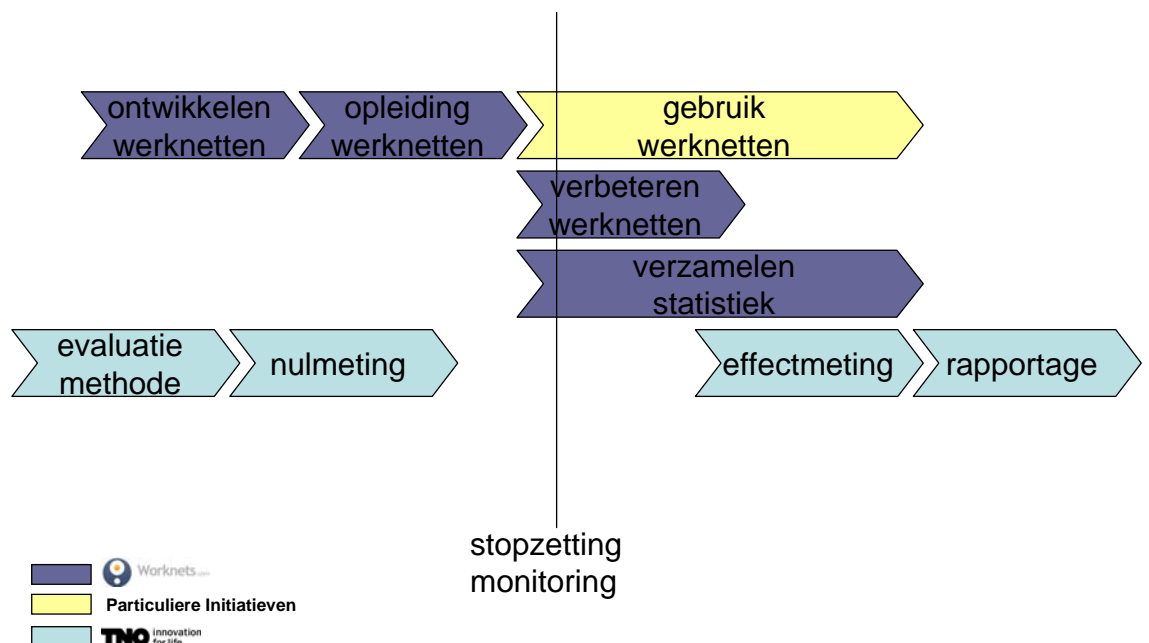 ontwikkelen
werknetten
opleiding
werknetten
gebruik
werknetten
verbeteren
werknetten
verzamelen
statistiek
evaluatie
methode
nulmeting
effectmeting
rapportage
stopzetting
monitoring
Worknets.com
Particuliere Initiatieven
TNO innovation
for life